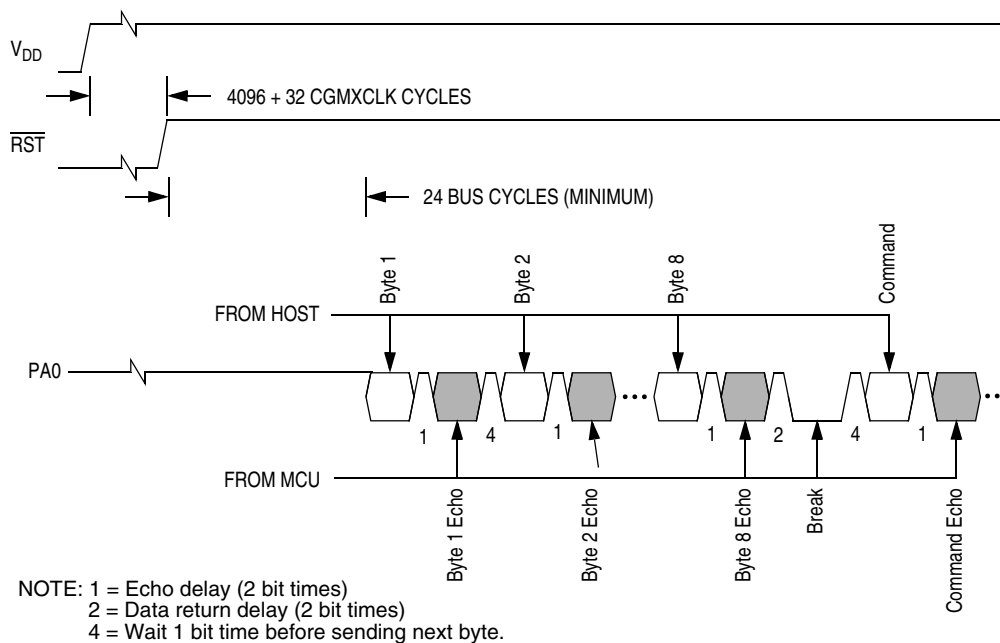 VDD
4096 + 32 CGMXCLK CYCLES
RST
24 BUS CYCLES (MINIMUM)
Byte 1
Byte 2
Byte 8
Command
FROM HOST
PA0
1
4
1
1
2
4
1
FROM MCU
Byte 1 Echo
Byte 2 Echo
Byte 8 Echo
Break
Command Echo
NOTE: 1 = Echo delay (2 bit times)
2 = Data return delay (2 bit times)
4 = Wait 1 bit time before sending next byte.